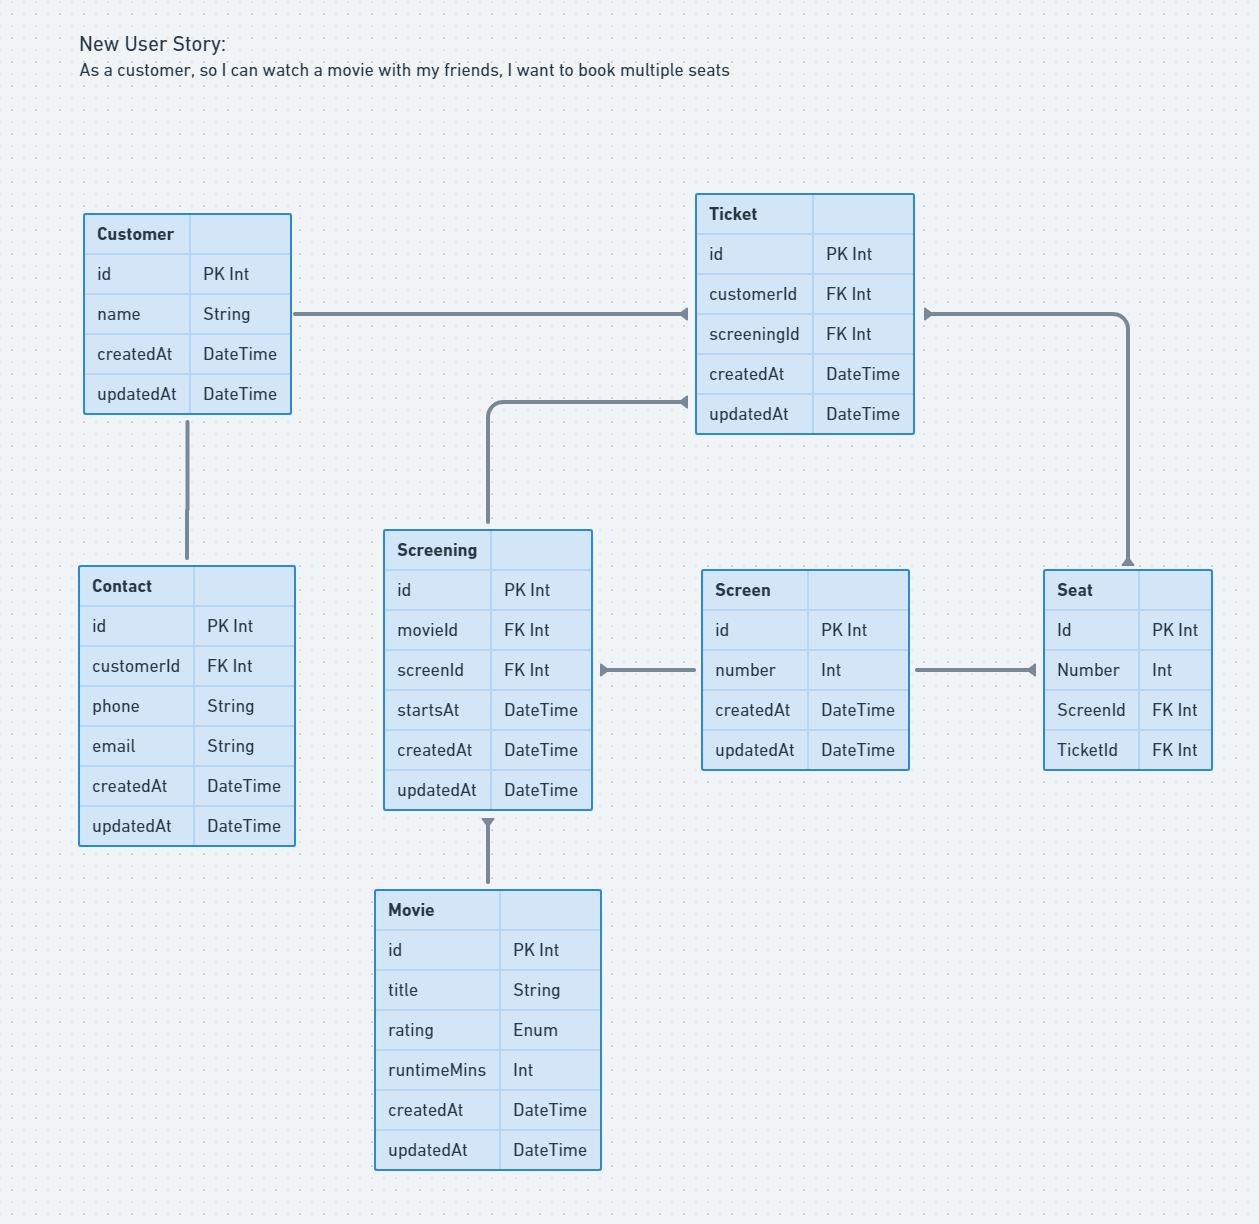 New User Story:
As a customer, so I can watch a movie with my friends, I want to book multiple seats
Customer
id PK Int
name String
createdAt DateTime
updatedAt DateTime
Ticket
id PK Int
customerId FK Int
screeningId FK Int
createdAt DateTime
updatedAt DateTime
Contact
id PK Int
customerId FK Int
phone String
email String
createdAt DateTime
updatedAt DateTime
Screening
id PK Int
movieId FK Int
screenId FK Int
startsAt DateTime
createdAt DateTime
updatedAt DateTime
Screen
id PK Int
number Int
createdAt DateTime
updatedAt DateTime
Seat
Id PK Int
Number Int
ScreenId FK Int
TicketId FK Int
Movie
id PK Int
title String
rating Enum
runtimeMins Int
createdAt DateTime
updatedAt DateTime